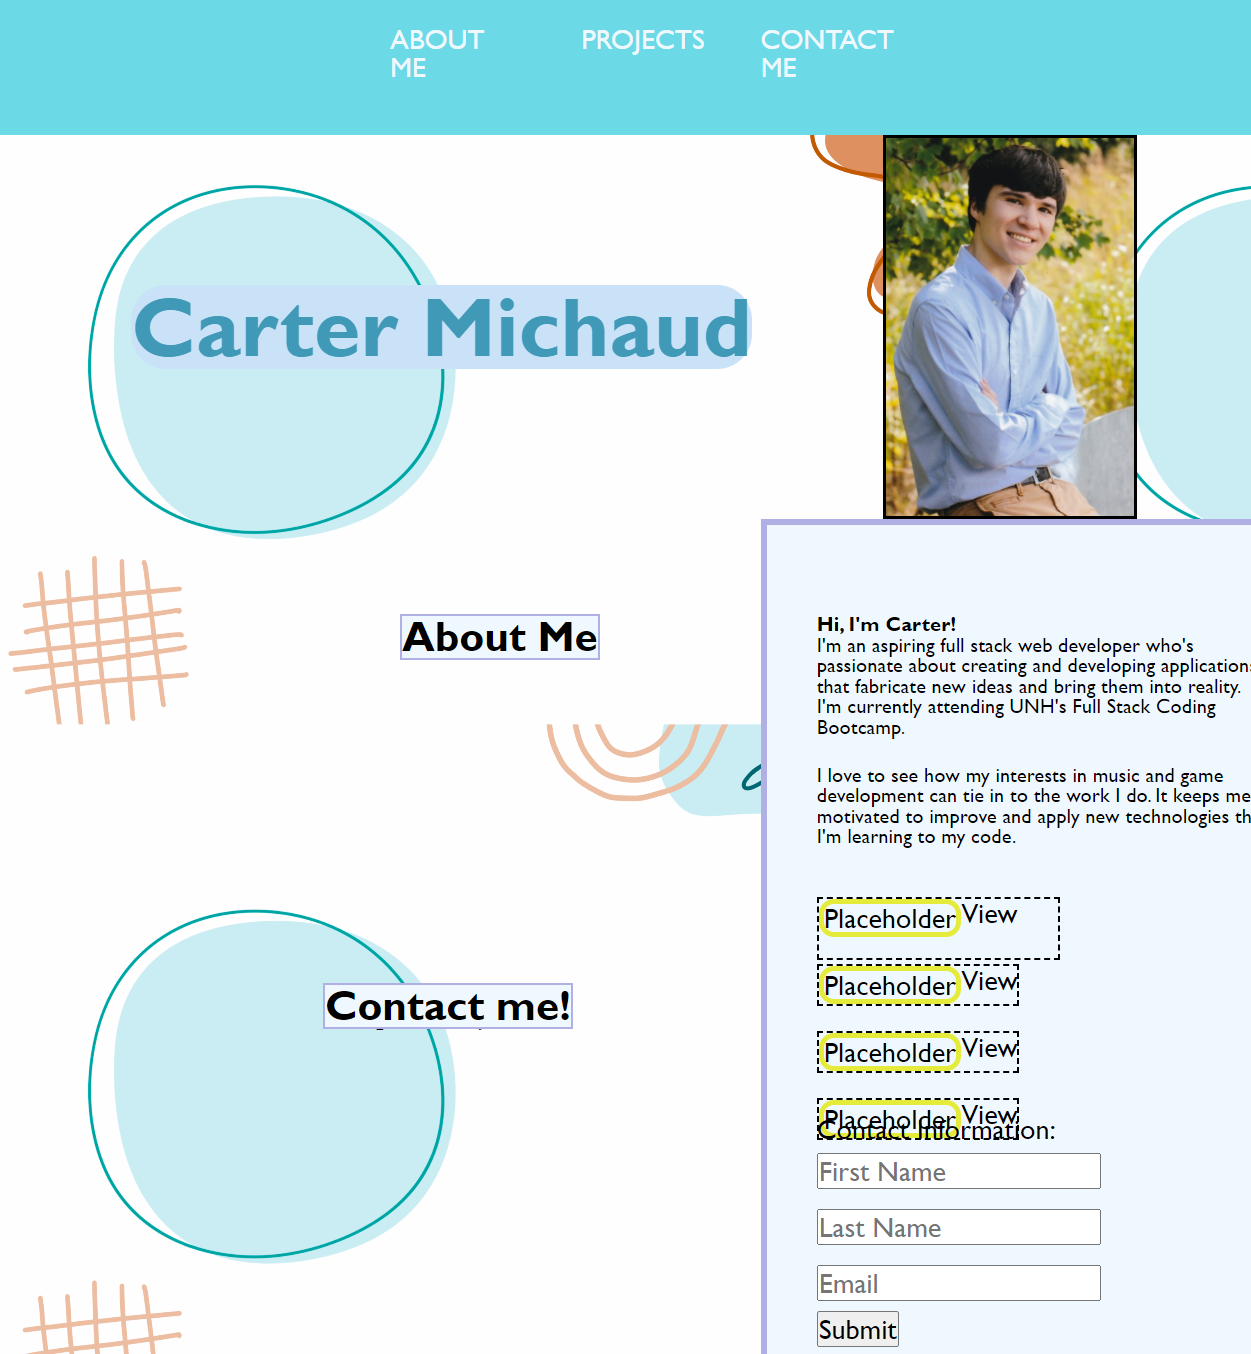 ABOUT
ME
PROJECTS
CONTACT
ME
Carter Michaud
About Me
Hi, I'm Carter!
I'm an aspiring full stack web developer who's
passionate about creating and developing applications
that fabricate new ideas and bring them into reality.
I'm currently attending UNH's Full Stack Coding
Bootcamp.
I love to see how my interests in music and game
development can tie in to the work I do. It keeps me
motivated to improve and apply new technologies th
I'm learning to my code.
Placeholder View
Placeholder View
Placeholder View
Placeholder View
Contact me!
Contact Information:
First Name
Last Name
Email
Submit